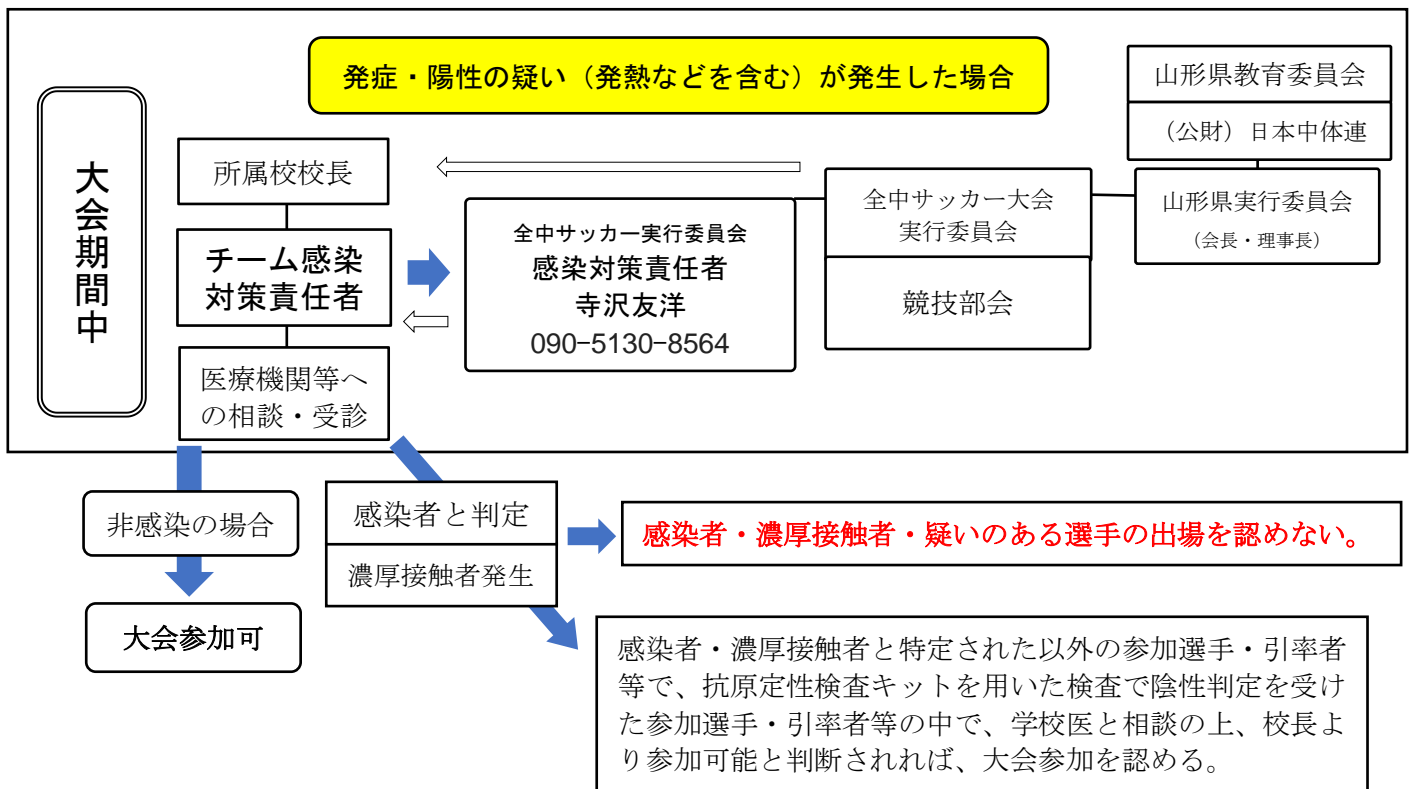 発症・陽性の疑い（発熱などを含む）が発生した場合
山形県教育委員会
（公財）日本中体連
大会期間中
所属校校長
全中サッカー大会
実行委員会
山形県実行委員会
（会長・理事長）
チーム感染
対策責任者
全中サッカー実行委員会
感染対策責任者
寺沢友洋
090-5130-8564
競技部会
医療機関等へ
の相談・受診
非感染の場合
感染者と判定
濃厚接触者発生
感染者・濃厚接触者・疑いのある選手の出場を認めない。
大会参加可
感染者・濃厚接触者と特定された以外の参加選手・引率者
等で、抗原定性検査キットを用いた検査で陰性判定を受け
た参加選手・引率者等の中で、学校医と相談の上、校長よ
り参加可能と判断されれば、大会参加を認める。